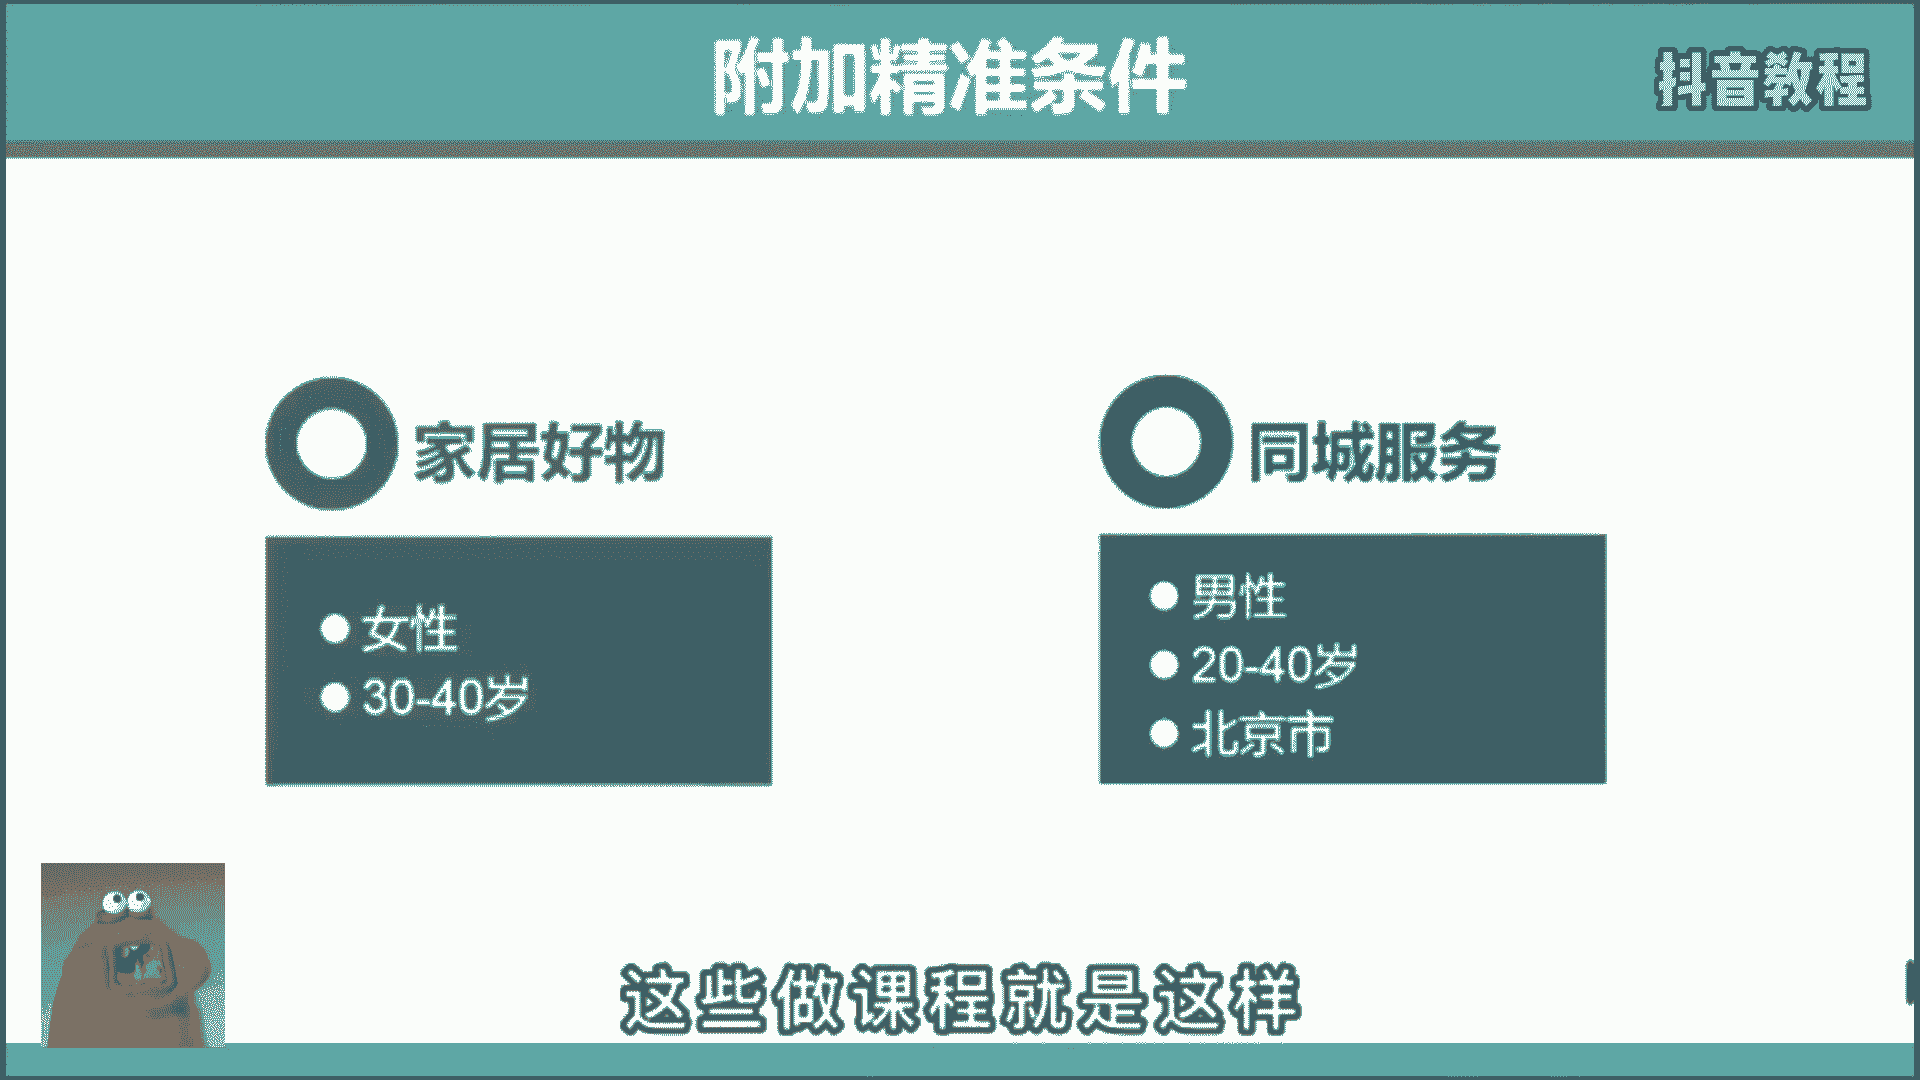 附加精准条件
抖音教程
家居好物
女性
30-40岁
同城服务
男性
20-40岁
北京市
这些做课程就是这样